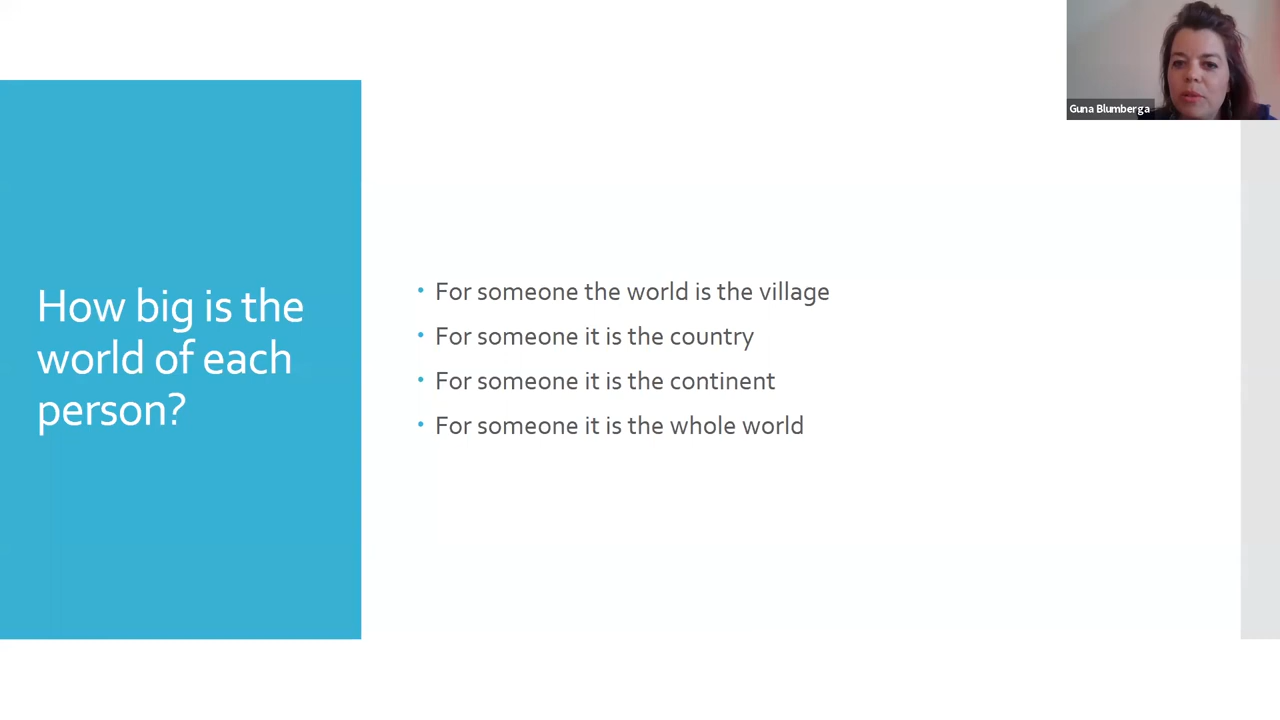 Guna Blumberga
How big is the
world of each
person?
• For someone the world is the village
• For someone it is the country
• For someone it is the continent
• For someone it is the whole world